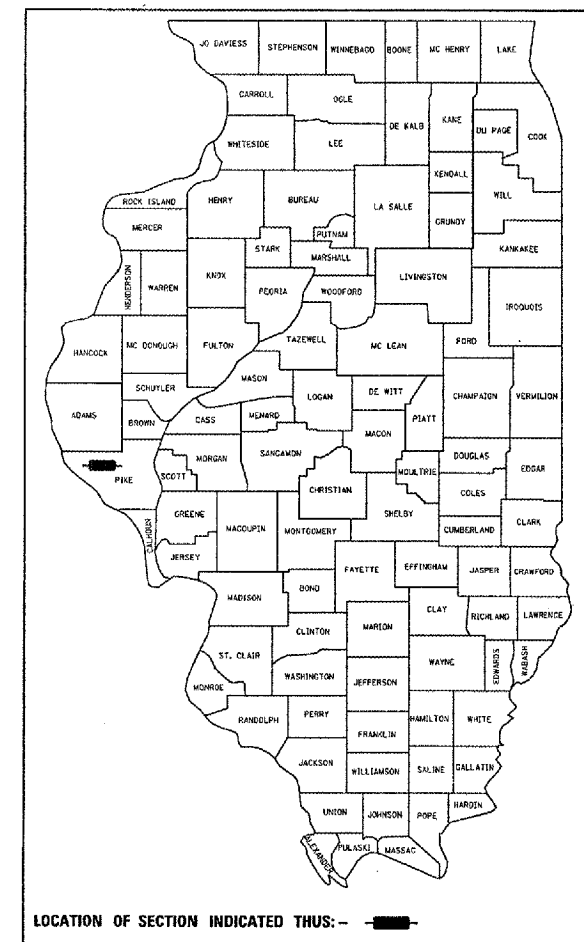 JO DAVIESS STEPHENSON WINNEBAGO BOONE MC HENRY LAKE
CARROLL OGLE DE KALB KANE DU PAGE COOK
WHITESIDE LEE KENDALL WILL
ROCK ISLAND HENRY BUREAU LA SALLE GRUNDY
MERCER STARK PUTNAM KANKAKEE
HENDERSON WARREN KNOX MARSHALL LIVINGSTON
PEORIA WOODFORD IROQUOIS
HANCOCK MC DONOUGH FULTON TAZEWELL MC LEAN FORD
SCHUYLER MASON LOGAN DE WITT CHAMPAIGN VERMILION
ADAMS BROWN CASS MENARD PIATT
MACON
PIKE SCOTT MORGAN SANGAMON MOULTRIE DOUGLAS EDGAR
CHRISTIAN COLES
CALHOUN GREENE MACOUPIN MONTGOMERY SHELBY CUMBERLAND CLARK
JERSEY
FAYETTE EFFINGHAM JASPER CRAWFORD
MADISON BOND
CLINTON MARION CLAY RICHLAND LAWRENCE
ST. CLAIR WASHINGTON WAYNE EDWARDS WABASH
MONROE JEFFERSON
RANDOLPH PERRY HAMILTON WHITE
FRANKLIN
JACKSON WILLIAMSON SALINE GALLATIN
UNION JOHNSON POPE HARDIN
ALEXANDER PULASKI MASSAC
LOCATION OF SECTION INDICATED THUS:-